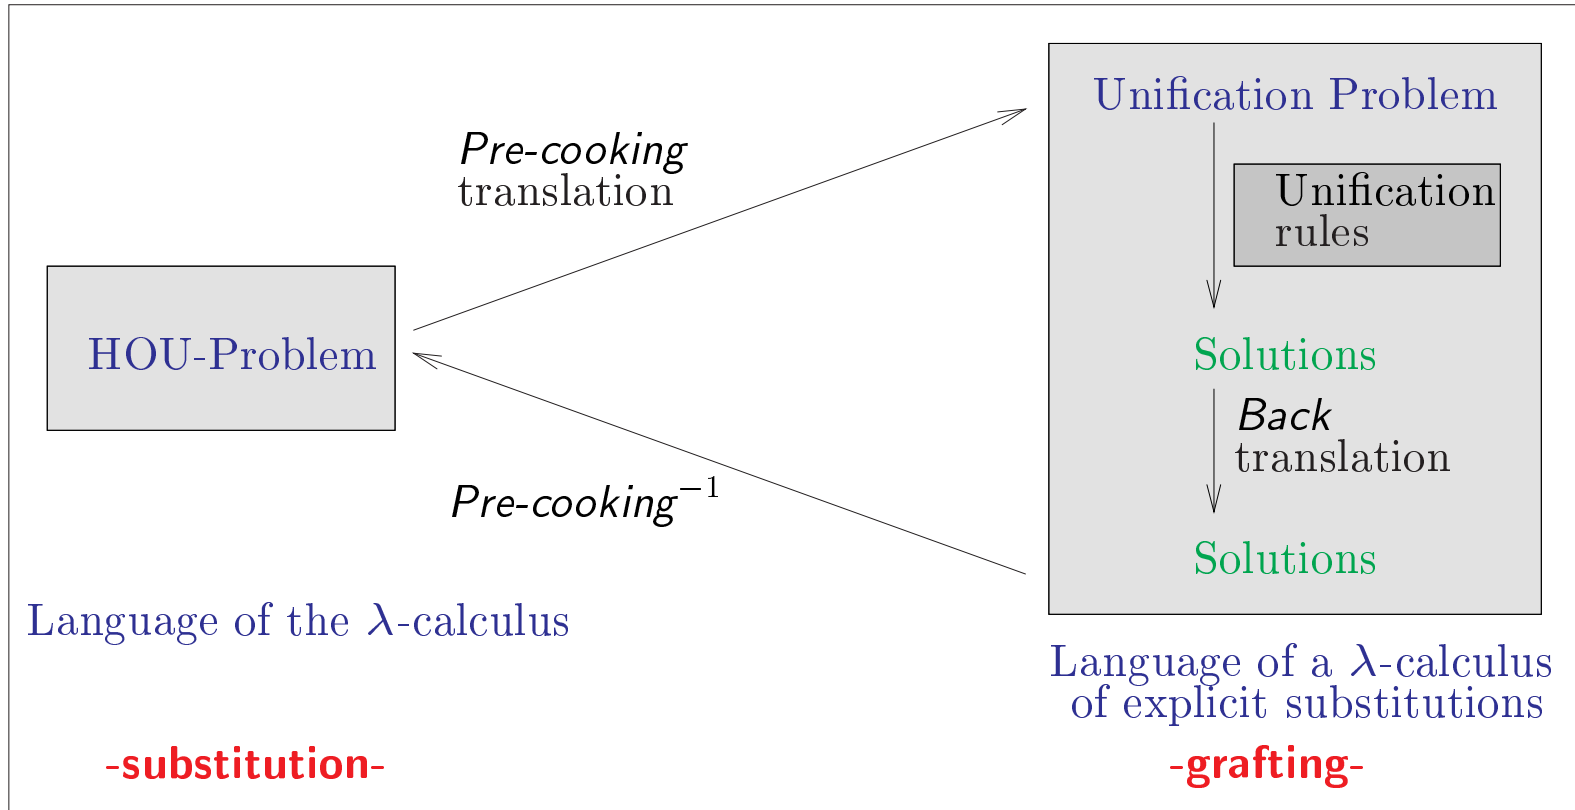 Pre-cooking
translation
HOU-Problem
Pre-cooking⁻¹
Language of the λ-calculus
-substitution-
Unification Problem
Unification
rules
Solutions
Back
translation
Solutions
Language of a λ-calculus
of explicit substitutions
-grafting-